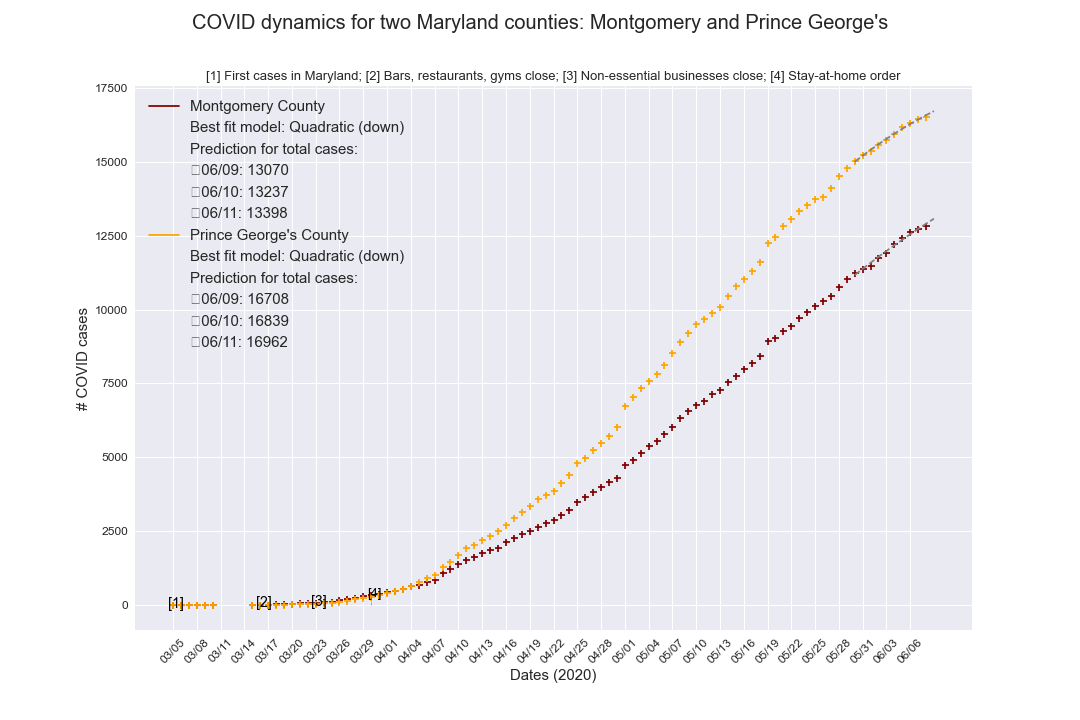 COVID dynamics for two Maryland counties: Montgomery and Prince George's
[1] First cases in Maryland; [2] Bars, restaurants, gyms close; [3] Non-essential businesses close; [4] Stay-at-home order
17500
15000
12500
10000
7500
5000
2500
0
# COVID cases
Montgomery County
Best fit model: Quadratic (down)
Prediction for total cases:
▯06/09: 13070
▯06/10: 13237
▯06/11: 13398
Prince George's County
Best fit model: Quadratic (down)
Prediction for total cases:
▯06/09: 16708
▯06/10: 16839
▯06/11: 16962
[1] [2] [3] [4]
03/05 03/08 03/11 03/14 03/17 03/20 03/23 03/26 03/29 04/01 04/04 04/07 04/10 04/13 04/16 04/19 04/22 04/25 04/28 05/01 05/04 05/07 05/10 05/13 05/16 05/19 05/22 05/25 05/28 05/31 06/03 06/06
Dates (2020)